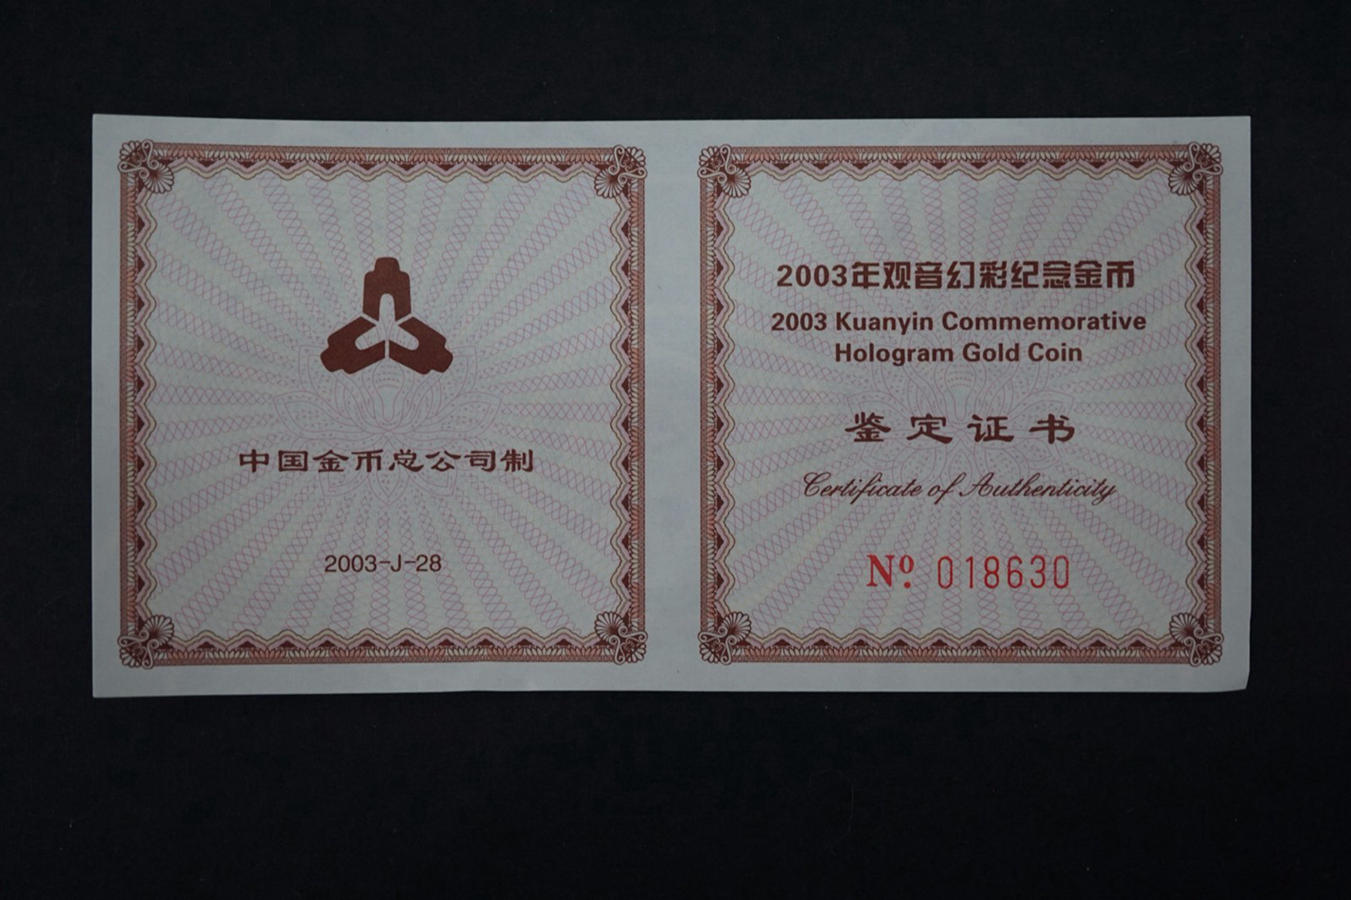 中国金币总公司制
2003-J-28
2003年观音幻彩纪念金币
2003 Kuanyin Commemorative
Hologram Gold Coin
鉴定证书
Certificate of Authenticity
Nº 018630